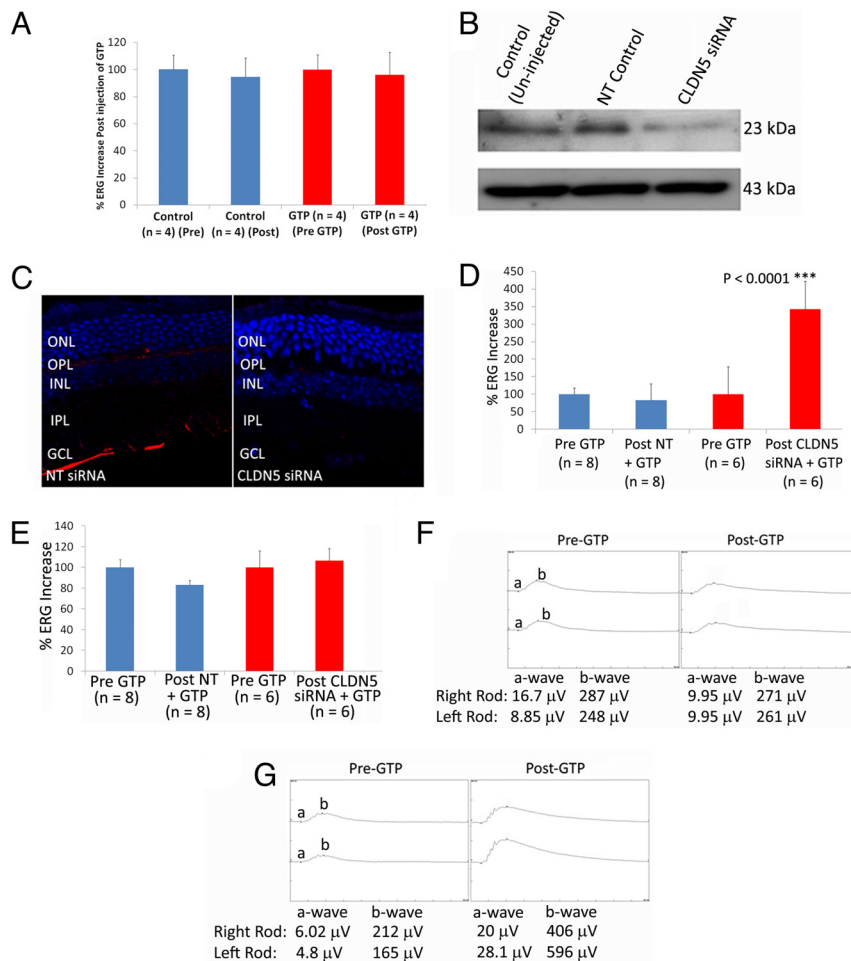 A
% ERG Increase Post injection of GTP
120
100
80
60
40
20
0
Control
(n = 4) (Pre)
Control
(n = 4) (Post)
GTP (n = 4)
(Pre GTP)
GTP (n = 4)
(Post GTP)
B
Control
(Un-injected)
NT Control
CLDN5 siRNA
23 kDa
43 kDa
C
ONL
OPL
INL
IPL
GCL
NT siRNA
ONL
OPL
INL
IPL
GCL
CLDN5 siRNA
D
% ERG Increase
450
400
350
300
250
200
150
100
50
0
P < 0.0001 ***
Pre GTP
(n = 8)
Post NT
+ GTP
(n = 8)
Pre GTP
(n = 6)
Post CLDN5
siRNA + GTP
(n = 6)
E
% ERG Increase
140
120
100
80
60
40
20
0
Pre GTP
(n = 8)
Post NT
+ GTP
(n = 8)
Pre GTP
(n = 6)
Post CLDN5
siRNA + GTP
(n = 6)
F
Pre-GTP Post-GTP
a b
a b
a-wave b-wave a-wave b-wave
Right Rod: 16.7 µV 287 µV 9.95 µV 271 µV
Left Rod: 8.85 µV 248 µV 9.95 µV 261 µV
G
Pre-GTP Post-GTP
a b
a b
a-wave b-wave a-wave b-wave
Right Rod: 6.02 µV 212 µV 20 µV 406 µV
Left Rod: 4.8 µV 165 µV 28.1 µV 596 µV